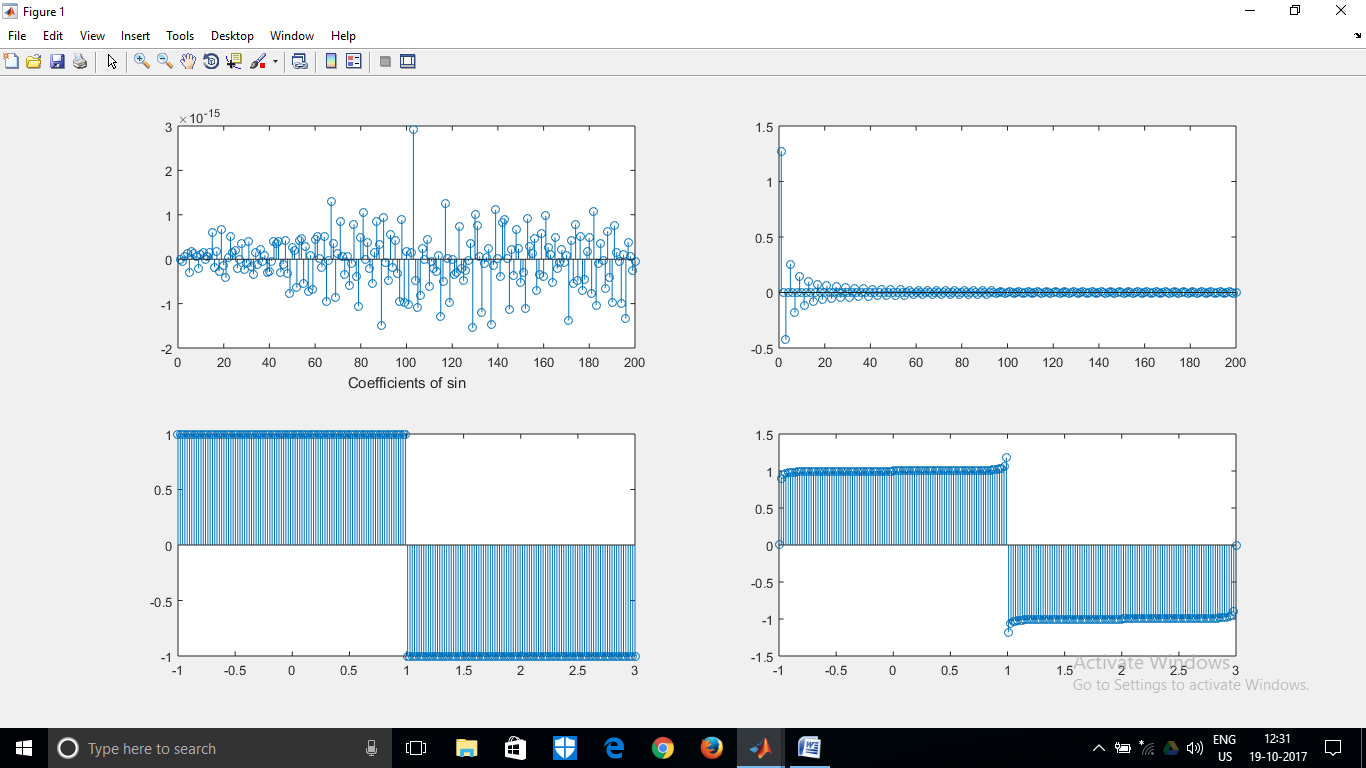 Figure 1
File Edit View Insert Tools Desktop Window Help
×10-15
3
2
1
0
-1
-2
0 20 40 60 80 100 120 140 160 180 200
Coefficients of sin
1.5
1
0.5
0
-0.5
0 20 40 60 80 100 120 140 160 180 200
1
0.5
0
-0.5
-1
-1 -0.5 0 0.5 1 1.5 2 2.5 3
1.5
1
0.5
0
-0.5
-1
-1.5
-1 -0.5 0 0.5 1 1.5 2 2.5 3
Activate Windows
Go to Settings to activate Windows.
Type here to search
ENG
US
12:31
19-10-2017